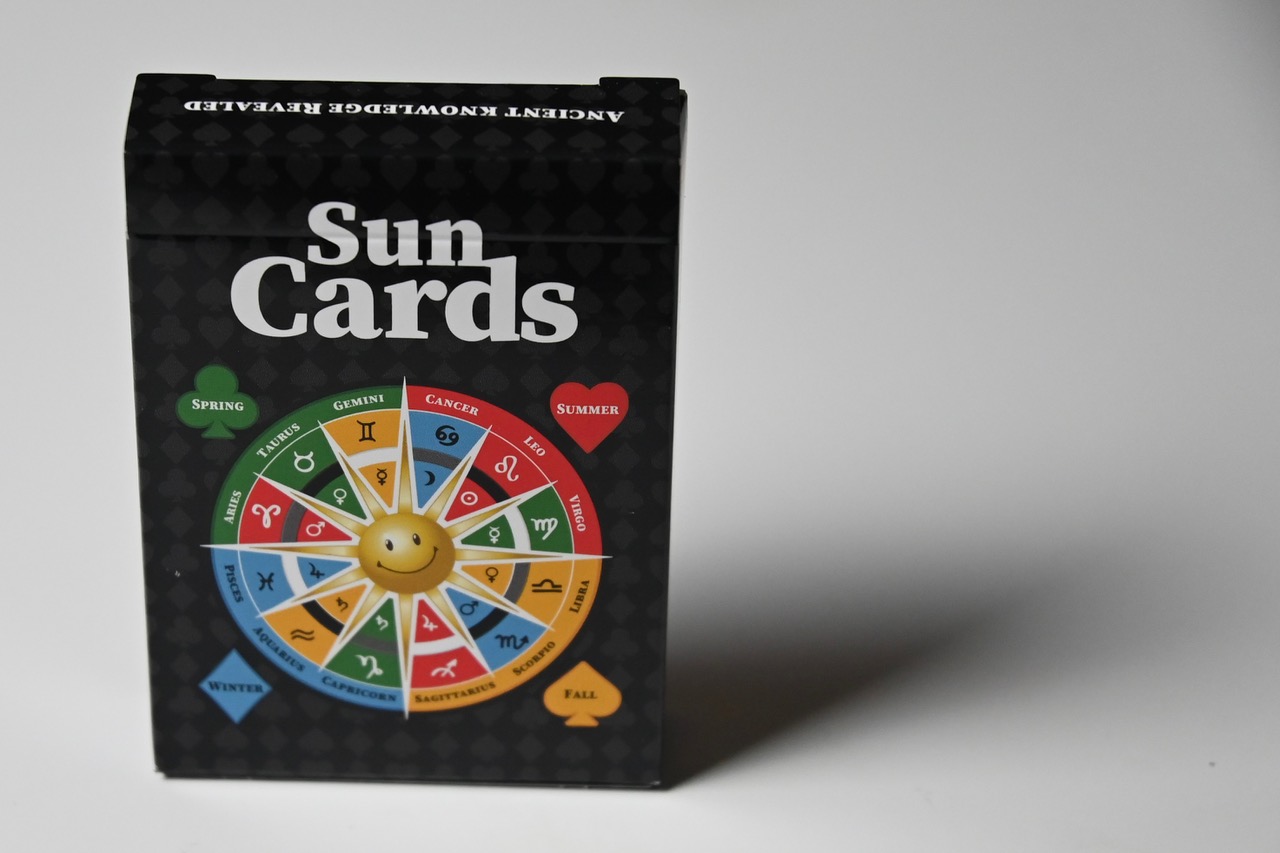 Ancient Knowledge Revealed
Sun
Cards
Spring
Summer
Gemini
Cancer
Taurus
Leo
Aries
Virgo
Pisces
Libra
Aquarius
Scorpio
Capricorn
Sagittarius
Winter
Fall